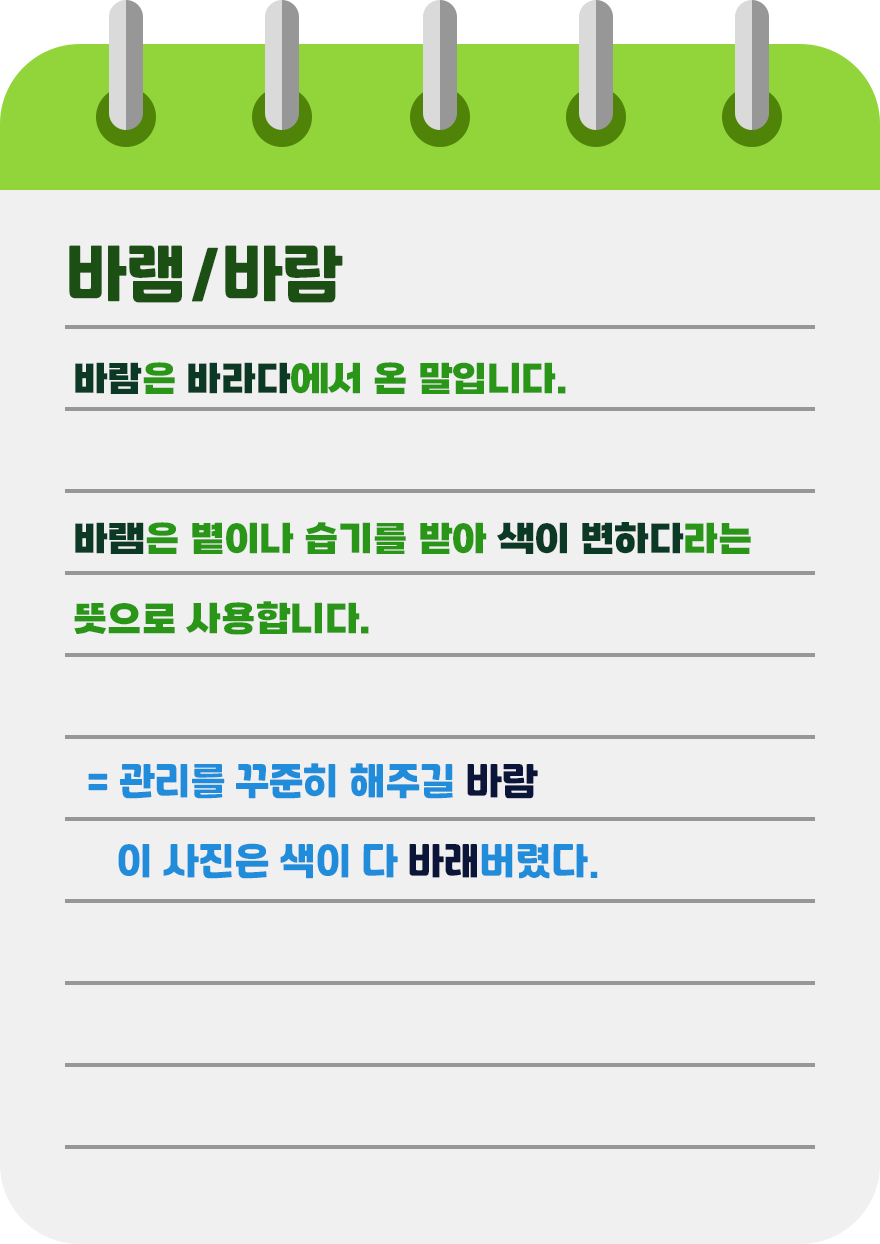 바램/바람
바람은 바라다에서 온 말입니다.
바램은 볕이나 습기를 받아 색이 변하다라는
뜻으로 사용합니다.
= 관리를 꾸준히 해주길 바람
이 사진은 색이 다 바래버렸다.